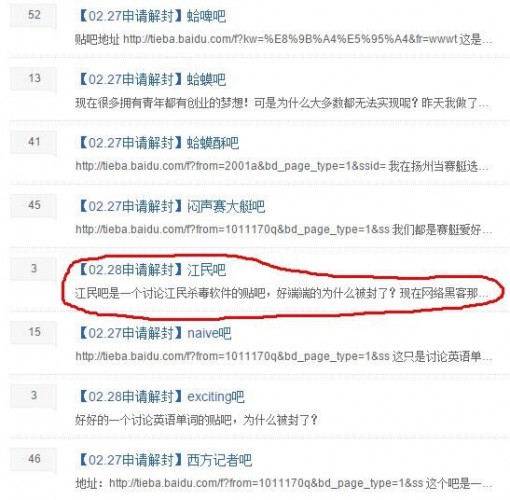 52
【02.27申请解封】蛤啤吧
贴吧地址 http://tieba.baidu.com/f?kw=%E8%9B%A4%E5%95%A4&fr=wwwt 这是…
13
【02.27申请解封】蛤蟆吧
现在很多拥有青年都有创业的梦想！可是为什么大多数都无法实现呢？昨天我做了…
41
【02.27申请解封】蛤蟆酥吧
http://tieba.baidu.com/f?from=2001a&bd_page_type=1&ssid= 我在扬州当赛艇选…
45
【02.27申请解封】闷声赛大艇吧
http://tieba.baidu.com/f?from=1011170q&bd_page_type=1&ss 我们都是赛艇爱好…
3
【02.28申请解封】江民吧
江民吧是一个讨论江民杀毒软件的贴吧，好端端的为什么被封了？现在网络黑客那…
15
【02.27申请解封】naive吧
http://tieba.baidu.com/f?from=1011170q&bd_page_type=1&ss 这只是讨论英语单…
3
【02.28申请解封】exciting吧
好好的一个讨论英语单词的贴吧，为什么被封了？
46
【02.27申请解封】西方记者吧
地址：http://tieba.baidu.com/f?from=1011170q&bd_page_type=1&ss 这个吧是一…